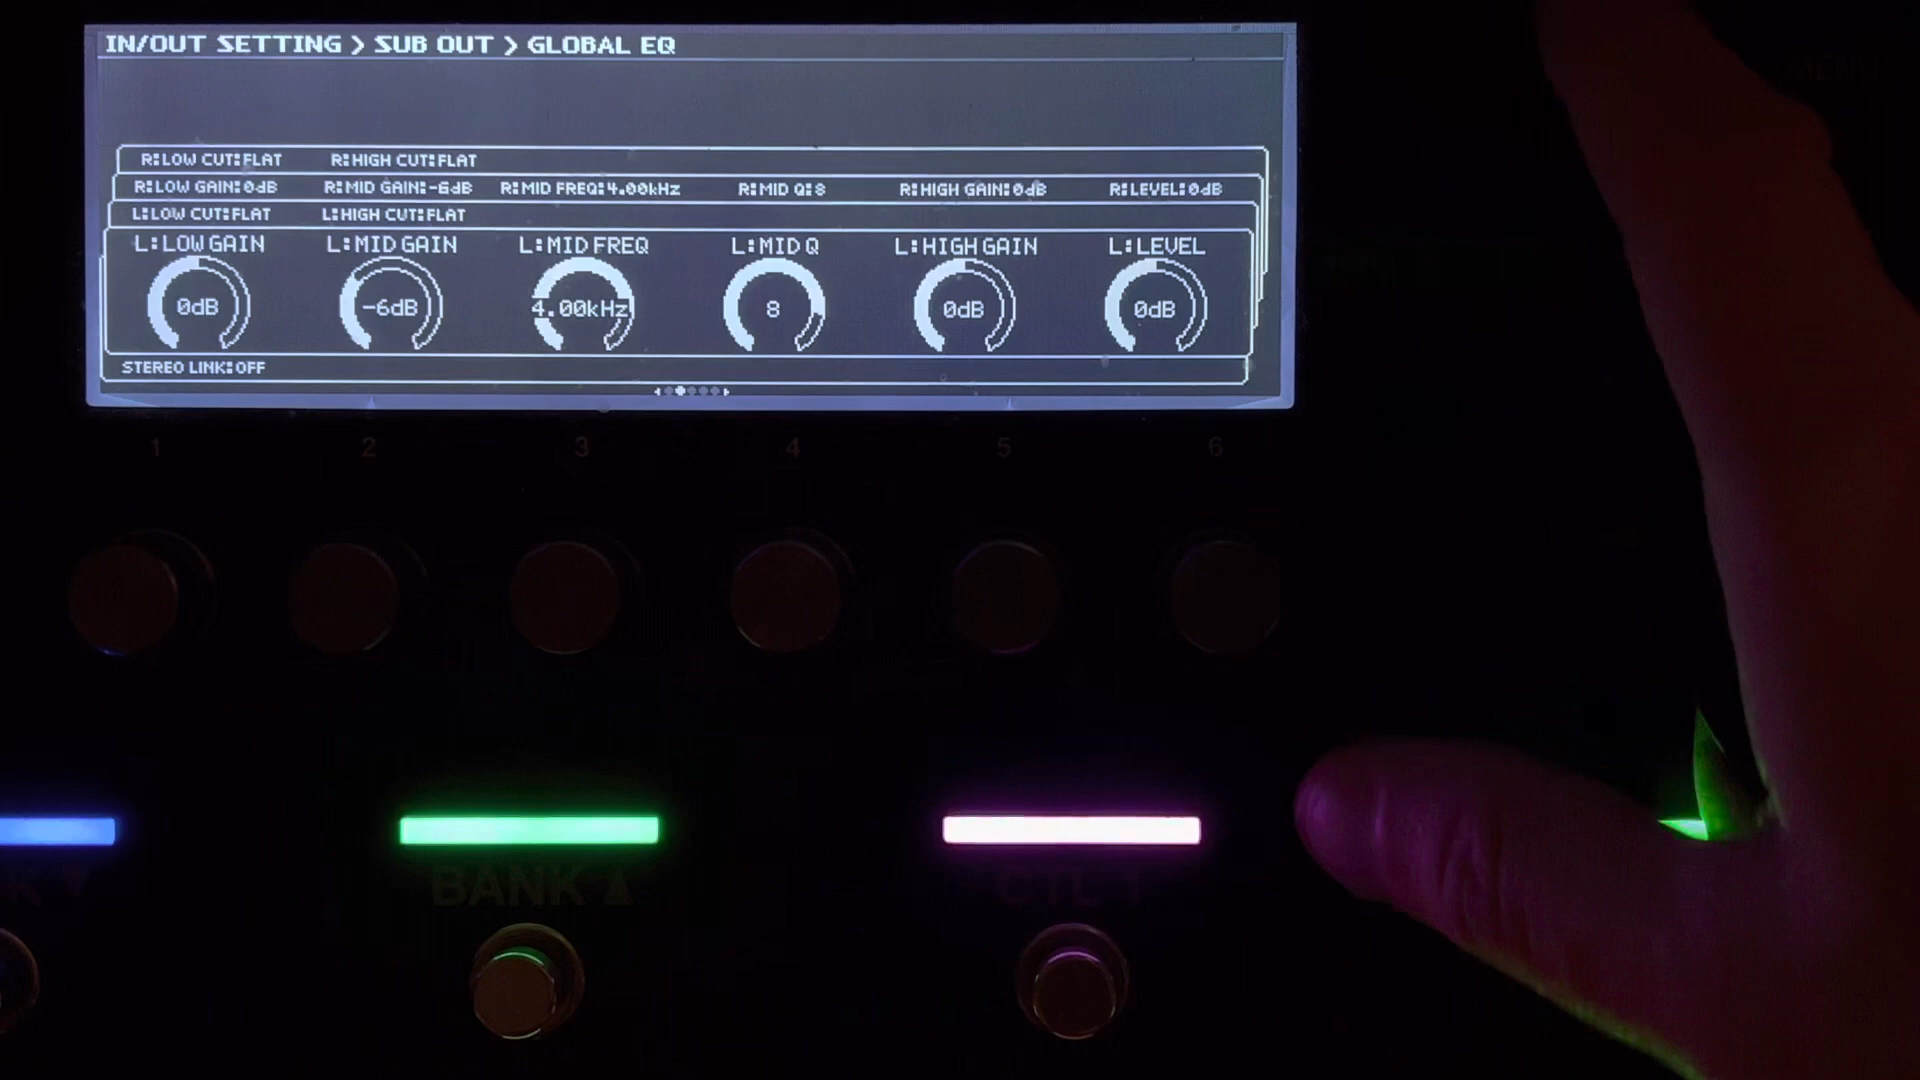 IN/OUT SETTING > SUB OUT > GLOBAL EQ
MENU
R:LOW CUT:FLAT R:HIGH CUT:FLAT
R:LOW GAIN:0dB R:MID GAIN:-6dB R:MID FREQ:4.00kHz R:MID Q:8 R:HIGH GAIN:0dB R:LEVEL:0dB
L:LOW CUT:FLAT L:HIGH CUT:FLAT
L:LOW GAIN L:MID GAIN L:MID FREQ L:MID Q L:HIGH GAIN L:LEVEL
0dB -6dB 4.00kHz 8 0dB 0dB
STEREO LINK:OFF
1 2 3 4 5 6
K ▼ BANK ▲ CTL 1